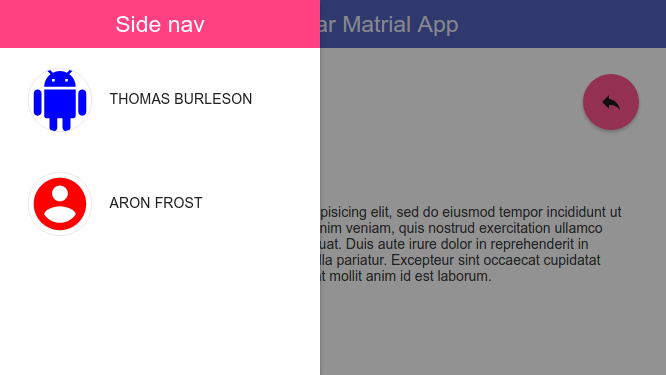 Side nav
ar Matrial App
THOMAS BURLESON
ARON FROST
pisicing elit, sed do eiusmod tempor incididunt ut
nim veniam, quis nostrud exercitation ullamco
uat. Duis aute irure dolor in reprehenderit in
lla pariatur. Excepteur sint occaecat cupidatat
t mollit anim id est laborum.